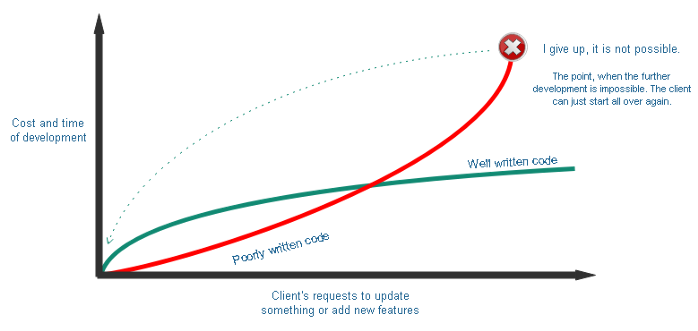 I give up, it is not possible.
The point, when the further
development is impossible. The client
can just start all over again.
Cost and time
of development
Well written code
Poorly written code
Client's requests to update
something or add new features